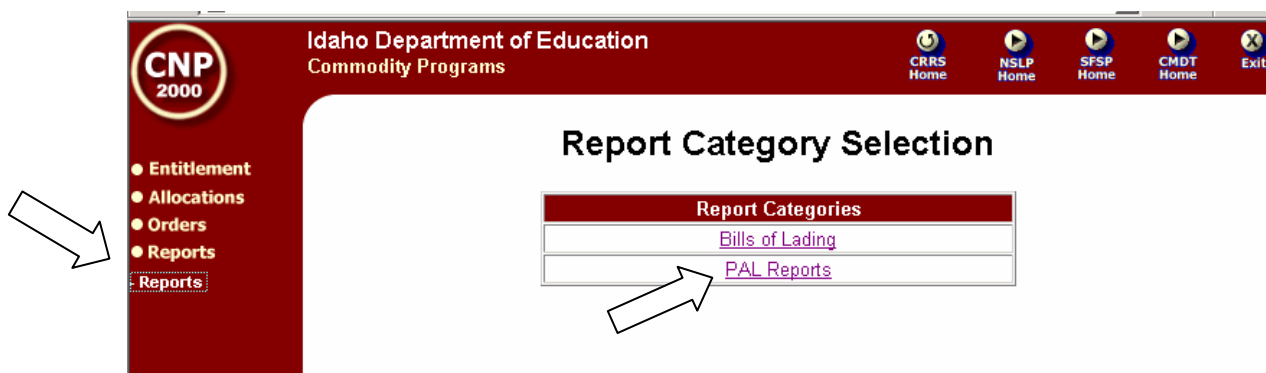 CNP
2000
Idaho Department of Education
Commodity Programs
CRRS
Home
NSLP
Home
SFSP
Home
CMDT
Home
Exit
Entitlement
Allocations
Orders
Reports
- Reports
Report Category Selection
Report Categories
Bills of Lading
PAL Reports